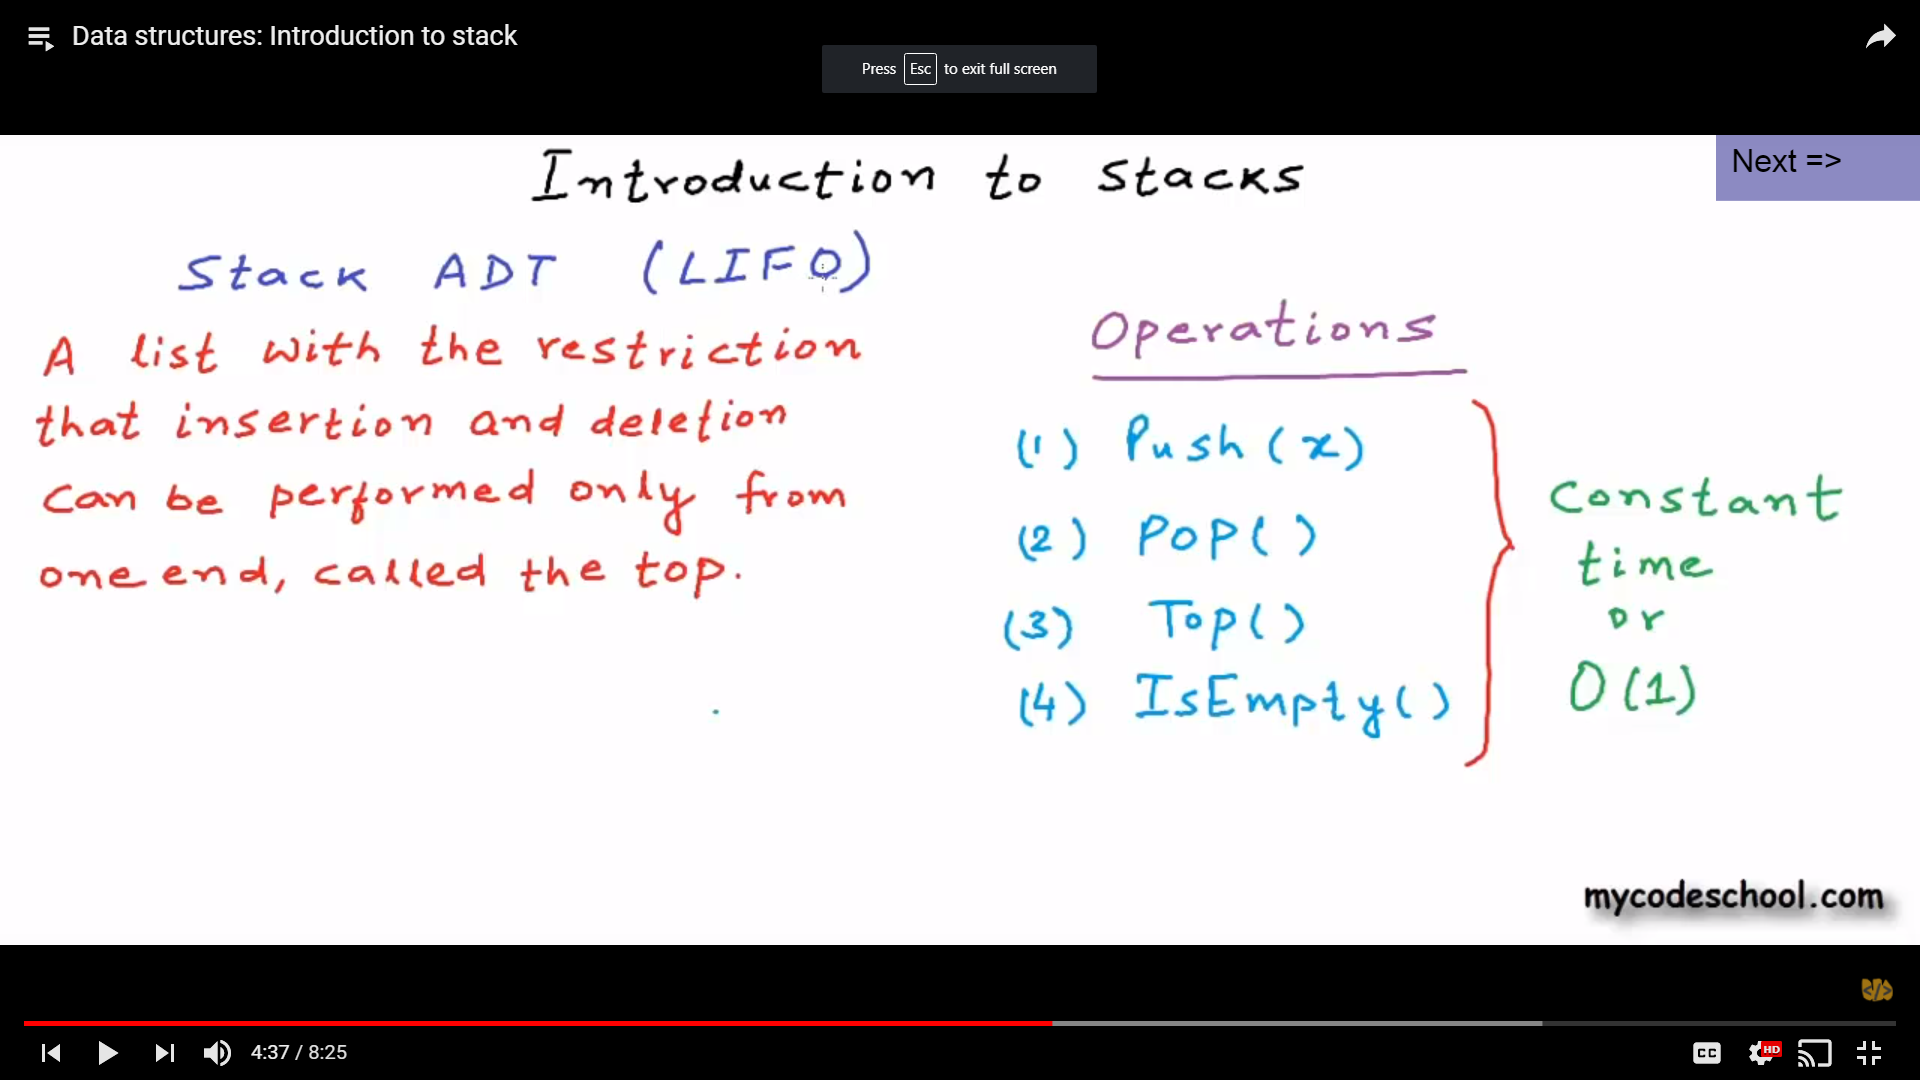 Data structures: Introduction to stack
Press Esc to exit full screen
Introduction to stacks
Next =>
Stack ADT (LIFO)
A list with the restriction
that insertion and deletion
can be performed only from
one end, called the top.
Operations
(1) Push(x)
(2) Pop()
(3) Top()
(4) IsEmpty()
Constant
time
or
O(1)
mycodeschool.com
</>
4:37 / 8:25
CC
HD